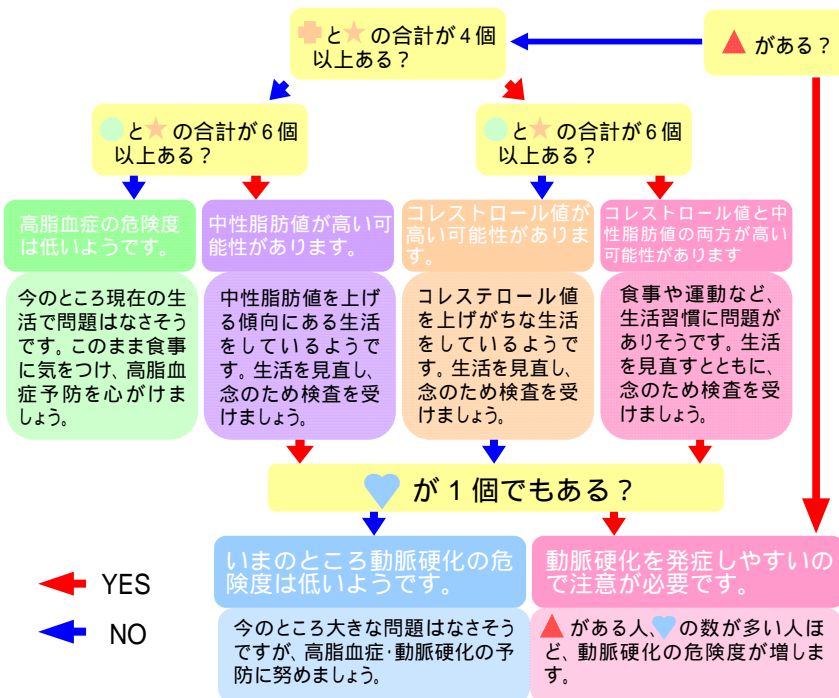 ✚と★の合計が4個
以上ある?
▲がある?
●と★の合計が6個
以上ある?
●と★の合計が6個
以上ある?
高脂血症の危険度
は低いようです。
中性脂肪値が高い可
能性があります。
コレストロール値が
高い可能性がありま
す。
コレストロール値と中
性脂肪値の両方が高い
可能性があります
今のところ現在の生
活で問題はなさそう
です。このまま食事
に気をつけ、高脂血
症予防を心がけま
しょう。
中性脂肪値を上げ
る傾向にある生活
をしているようで
す。生活を見直し、
念のため検査を受
けましょう。
コレステロール値
を上げがちな生活
をしているようで
す。生活を見直し、
念のため検査を受
けましょう。
食事や運動など、
生活習慣に問題が
ありそうです。生活
を見直すとともに、
念のため検査を受
けましょう。
♥が1個でもある?
いまのところ動脈硬化の危
険度は低いようです。
動脈硬化を発症しやすいの
で注意が必要です。
今のところ大きな問題はなさそう
ですが、高脂血症・動脈硬化の予
防に努めましょう。
▲がある人、♥の数が多い人ほ
ど、動脈硬化の危険度が増しま
す。
YES
NO